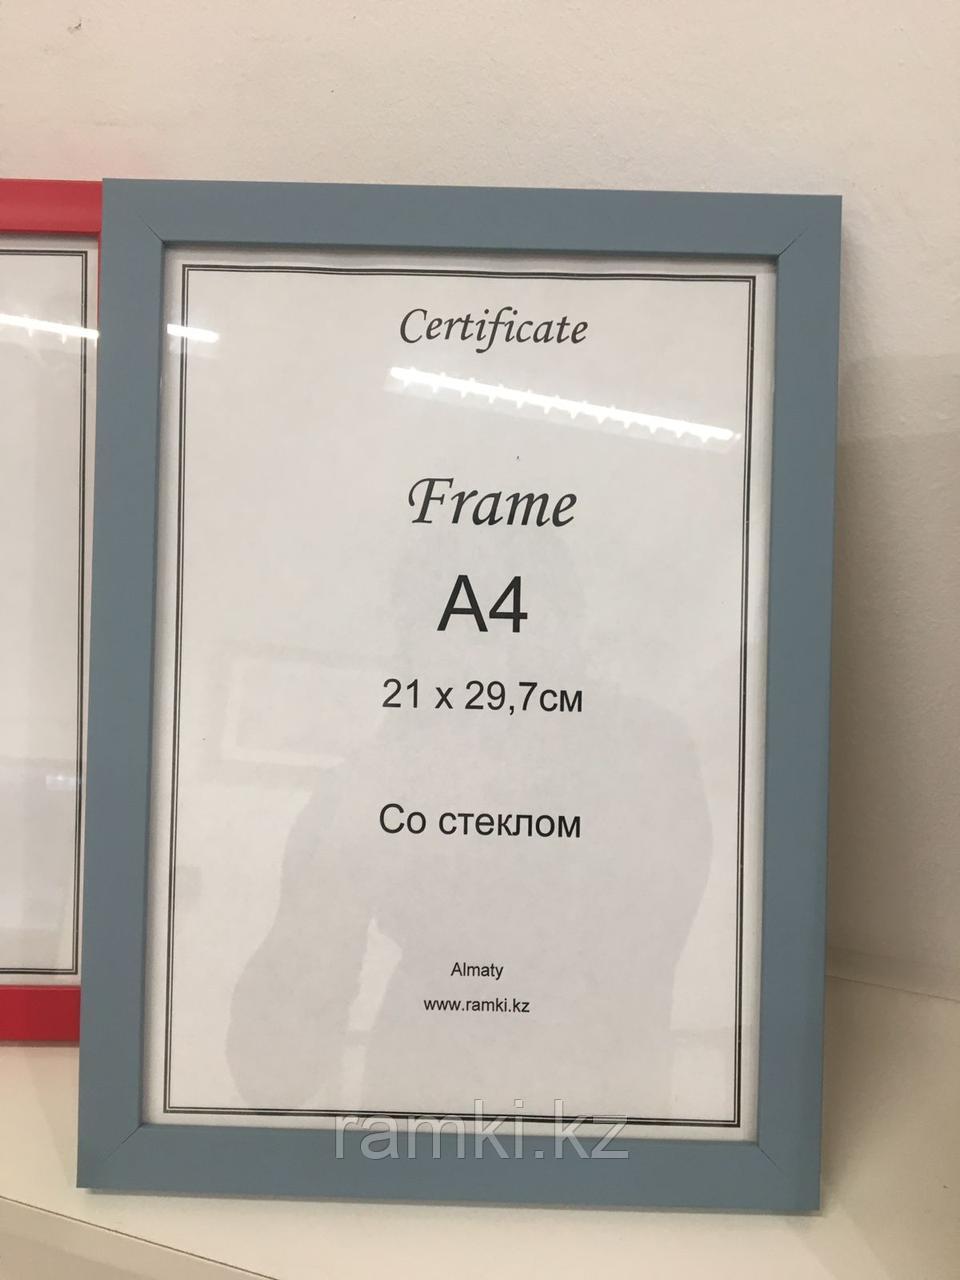 Certificate
Frame
A4
21 x 29,7см
Со стеклом
Almaty
www.ramki.kz
ramki.kz